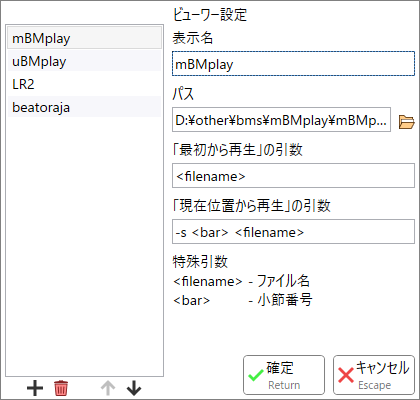 mBMplay
uBMplay
LR2
beatoraja
ビューワー設定
表示名
mBMplay
パス
D:¥other¥bms¥mBMplay¥mBMp...
「最初から再生」の引数
<filename>
「現在位置から再生」の引数
-s <bar> <filename>
特殊引数
<filename> - ファイル名
<bar> - 小節番号
確定
Return
キャンセル
Escape